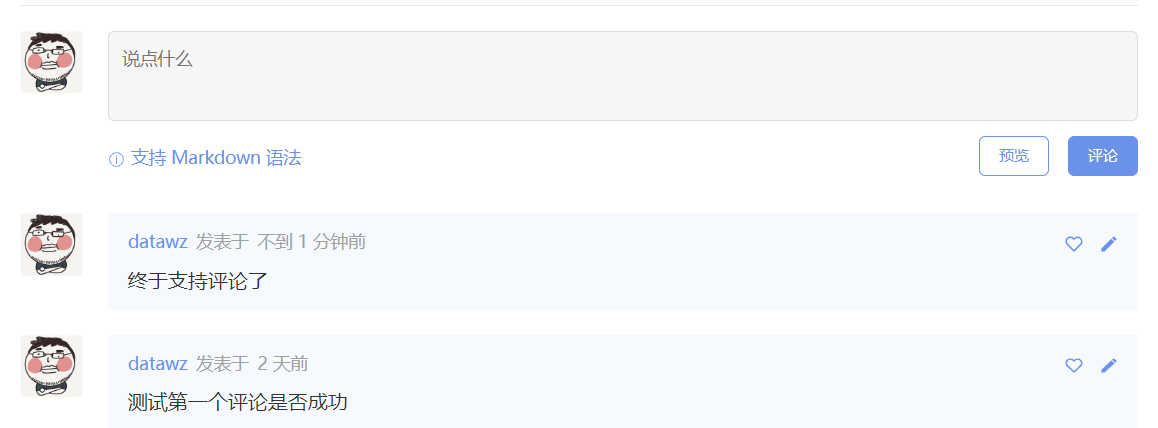 说点什么
支持 Markdown 语法
预览
评论
datawz 发表于 不到 1 分钟前
终于支持评论了
datawz 发表于 2 天前
测试第一个评论是否成功